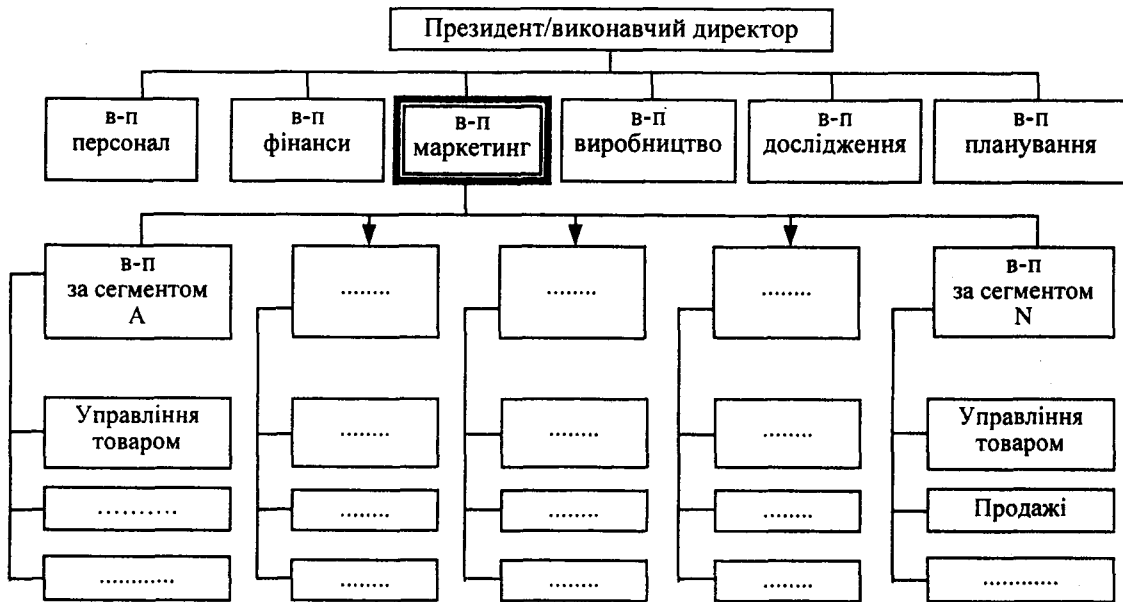 Президент/виконавчий директор
в-п
персонал
в-п
фінанси
в-п
маркетинг
в-п
виробництво
в-п
дослідження
в-п
планування
в-п
за сегментом
А
........
........
........
в-п
за сегментом
N
Управління
товаром
........
........
........
Управління
товаром
..........
........
........
........
Продажі
............
........
........
........
............